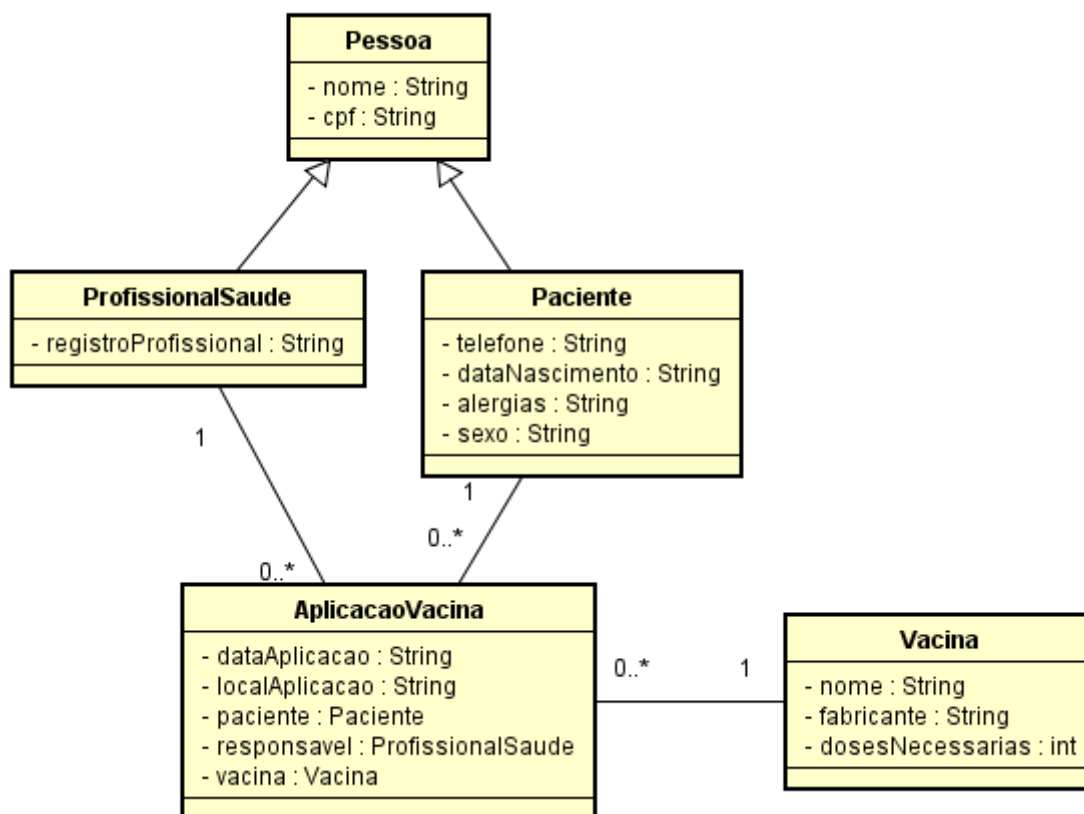 Pessoa
- nome : String
- cpf : String
ProfissionalSaude
- registroProfissional : String
Paciente
- telefone : String
- dataNascimento : String
- alergias : String
- sexo : String
1
1
0..*
0..*
AplicacaoVacina
- dataAplicacao : String
- localAplicacao : String
- paciente : Paciente
- responsavel : ProfissionalSaude
- vacina : Vacina
0..*
1
Vacina
- nome : String
- fabricante : String
- dosesNecessarias : int